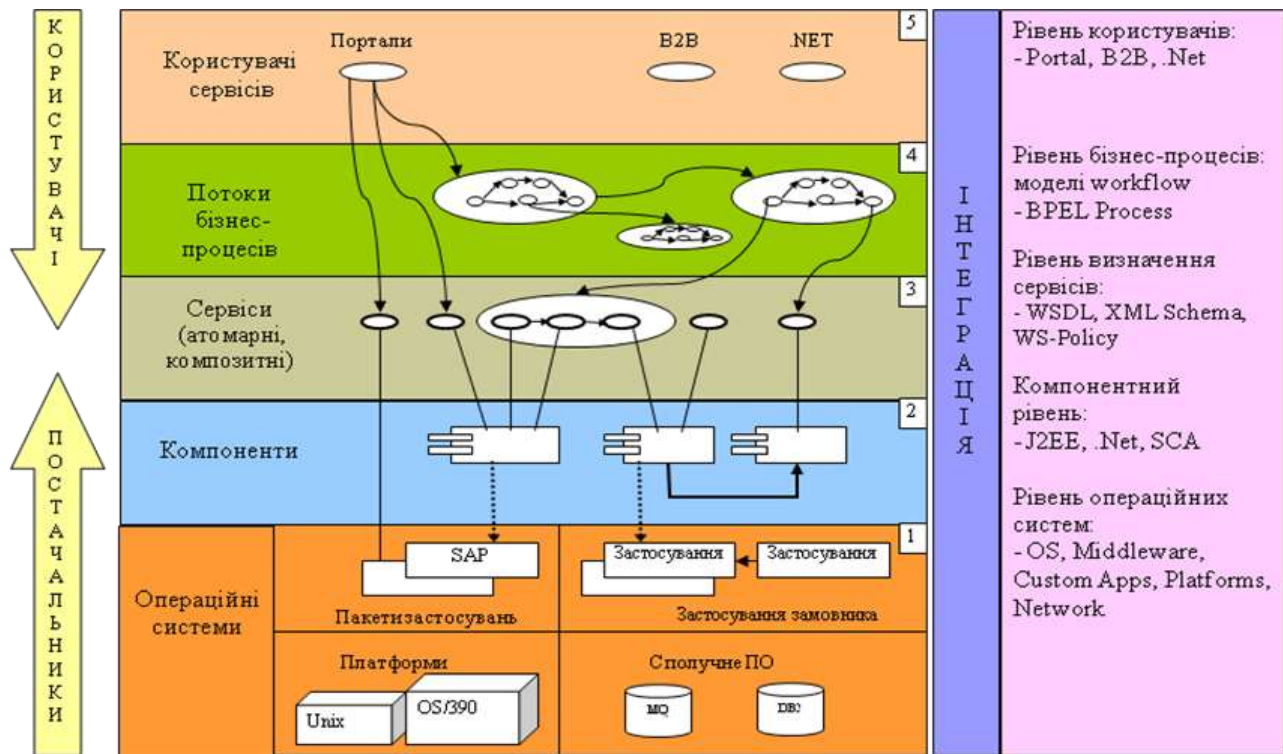 КОРИСТУВАЧІ
ПОСТАЧАЛЬНИКИ
5
Портали
B2B
.NET
Користувачі
сервісів
4
Потоки
бізнес-
процесів
3
Сервіси
(атомарні,
композитні)
2
Компоненти
1
SAP
Застосування
Застосування
Операційні
системи
Пакетизастосувань
Застосування замовника
Платформи
Сполучне ПО
Unix
OS/390
MQ
DB2
ІНТЕГРАЦІЯ
Рівень користувачів:
- Portal, B2B, .Net
Рівень бізнес-процесів:
моделі workflow
- BPEL Process
Рівень визначення
сервісів:
- WSDL, XML Schema,
WS-Policy
Компонентний
рівень:
- J2EE, .Net, SCA
Рівень операційних
систем:
- OS, Middleware,
Custom Apps, Platforms,
Network